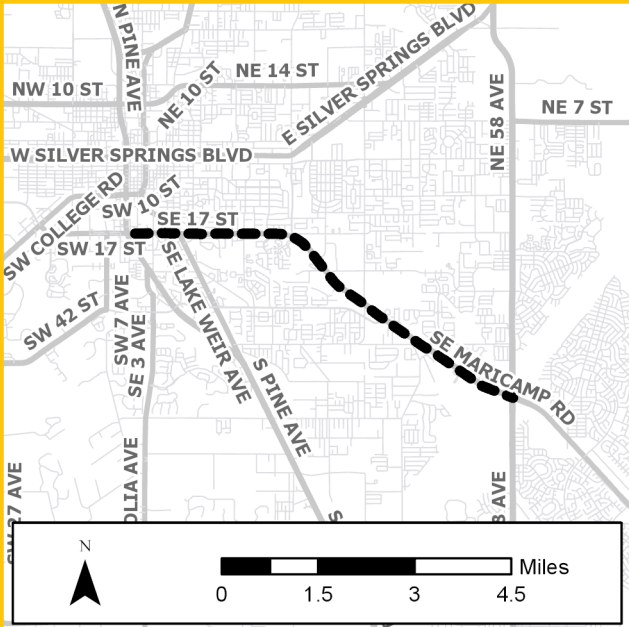 N PINE AVE
NE 14 ST
NW 10 ST
NE 10 ST
E SILVER SPRINGS BLVD
NE 58 AVE
NE 7 ST
W SILVER SPRINGS BLVD
SW COLLEGE RD
SW 10 ST
SE 17 ST
SW 17 ST
SE LAKE WEIR AVE
SW 42 ST
SW 7 AVE
SE 3 AVE
S PINE AVE
SE MARICAMP RD
OLIA AVE
AVE
S
N
Miles
0 1.5 3 4.5